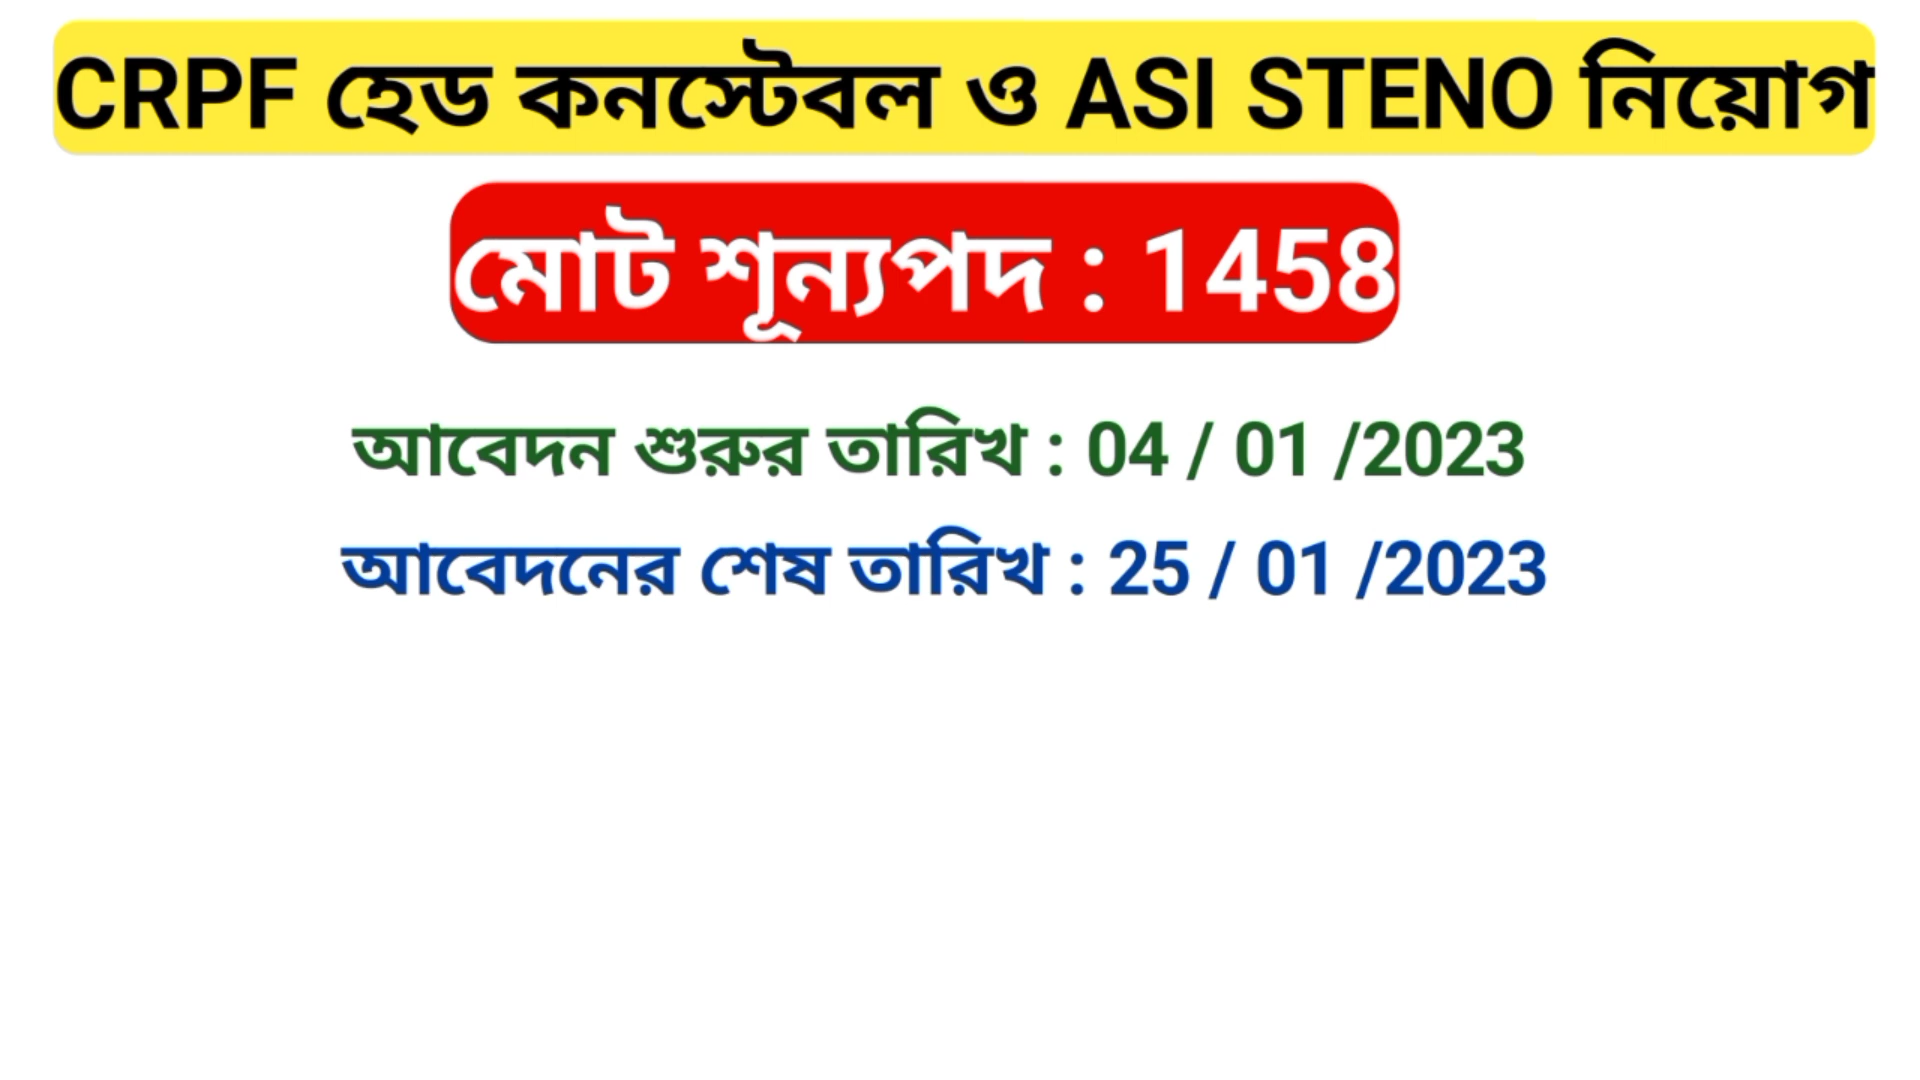 CRPF হেড কনস্টেবল ও ASI STENO নিয়োগ
মোট শূন্যপদ : 1458
আবেদন শুরুর তারিখ : 04 / 01 /2023
আবেদনের শেষ তারিখ : 25 / 01 /2023